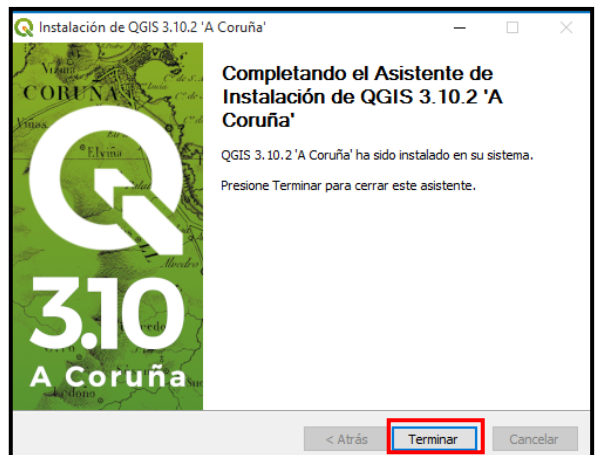 Instalación de QGIS 3.10.2 'A Coruña'
CORUÑA
Elviña
3.10
A Coruña
Completando el Asistente de
Instalación de QGIS 3.10.2 'A
Coruña'
QGIS 3.10.2 'A Coruña' ha sido instalado en su sistema.
Presione Terminar para cerrar este asistente.
< Atrás
Terminar
Cancelar